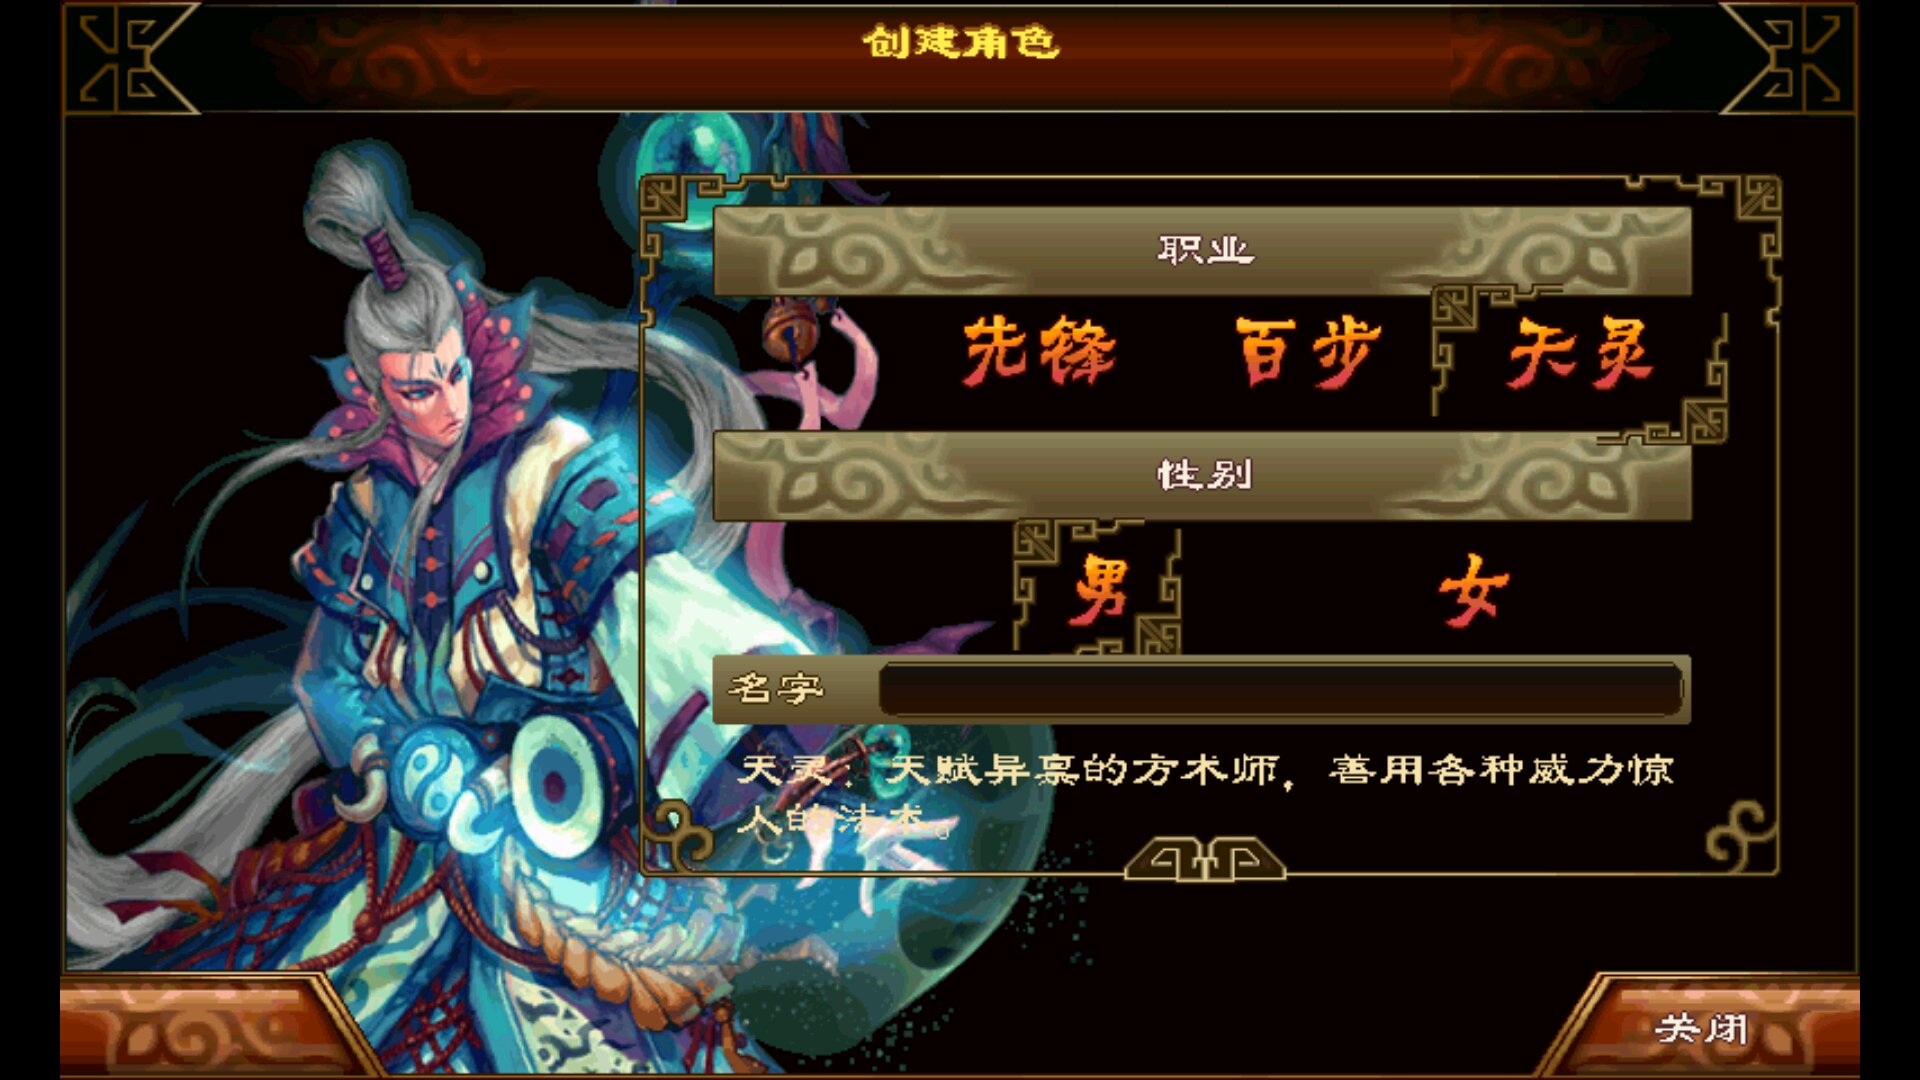 创建角色
职业
先锋 百步 天灵
性别
男 女
名字
天灵：天赋异禀的方术师，善用各种威力惊
人的法术。
关闭